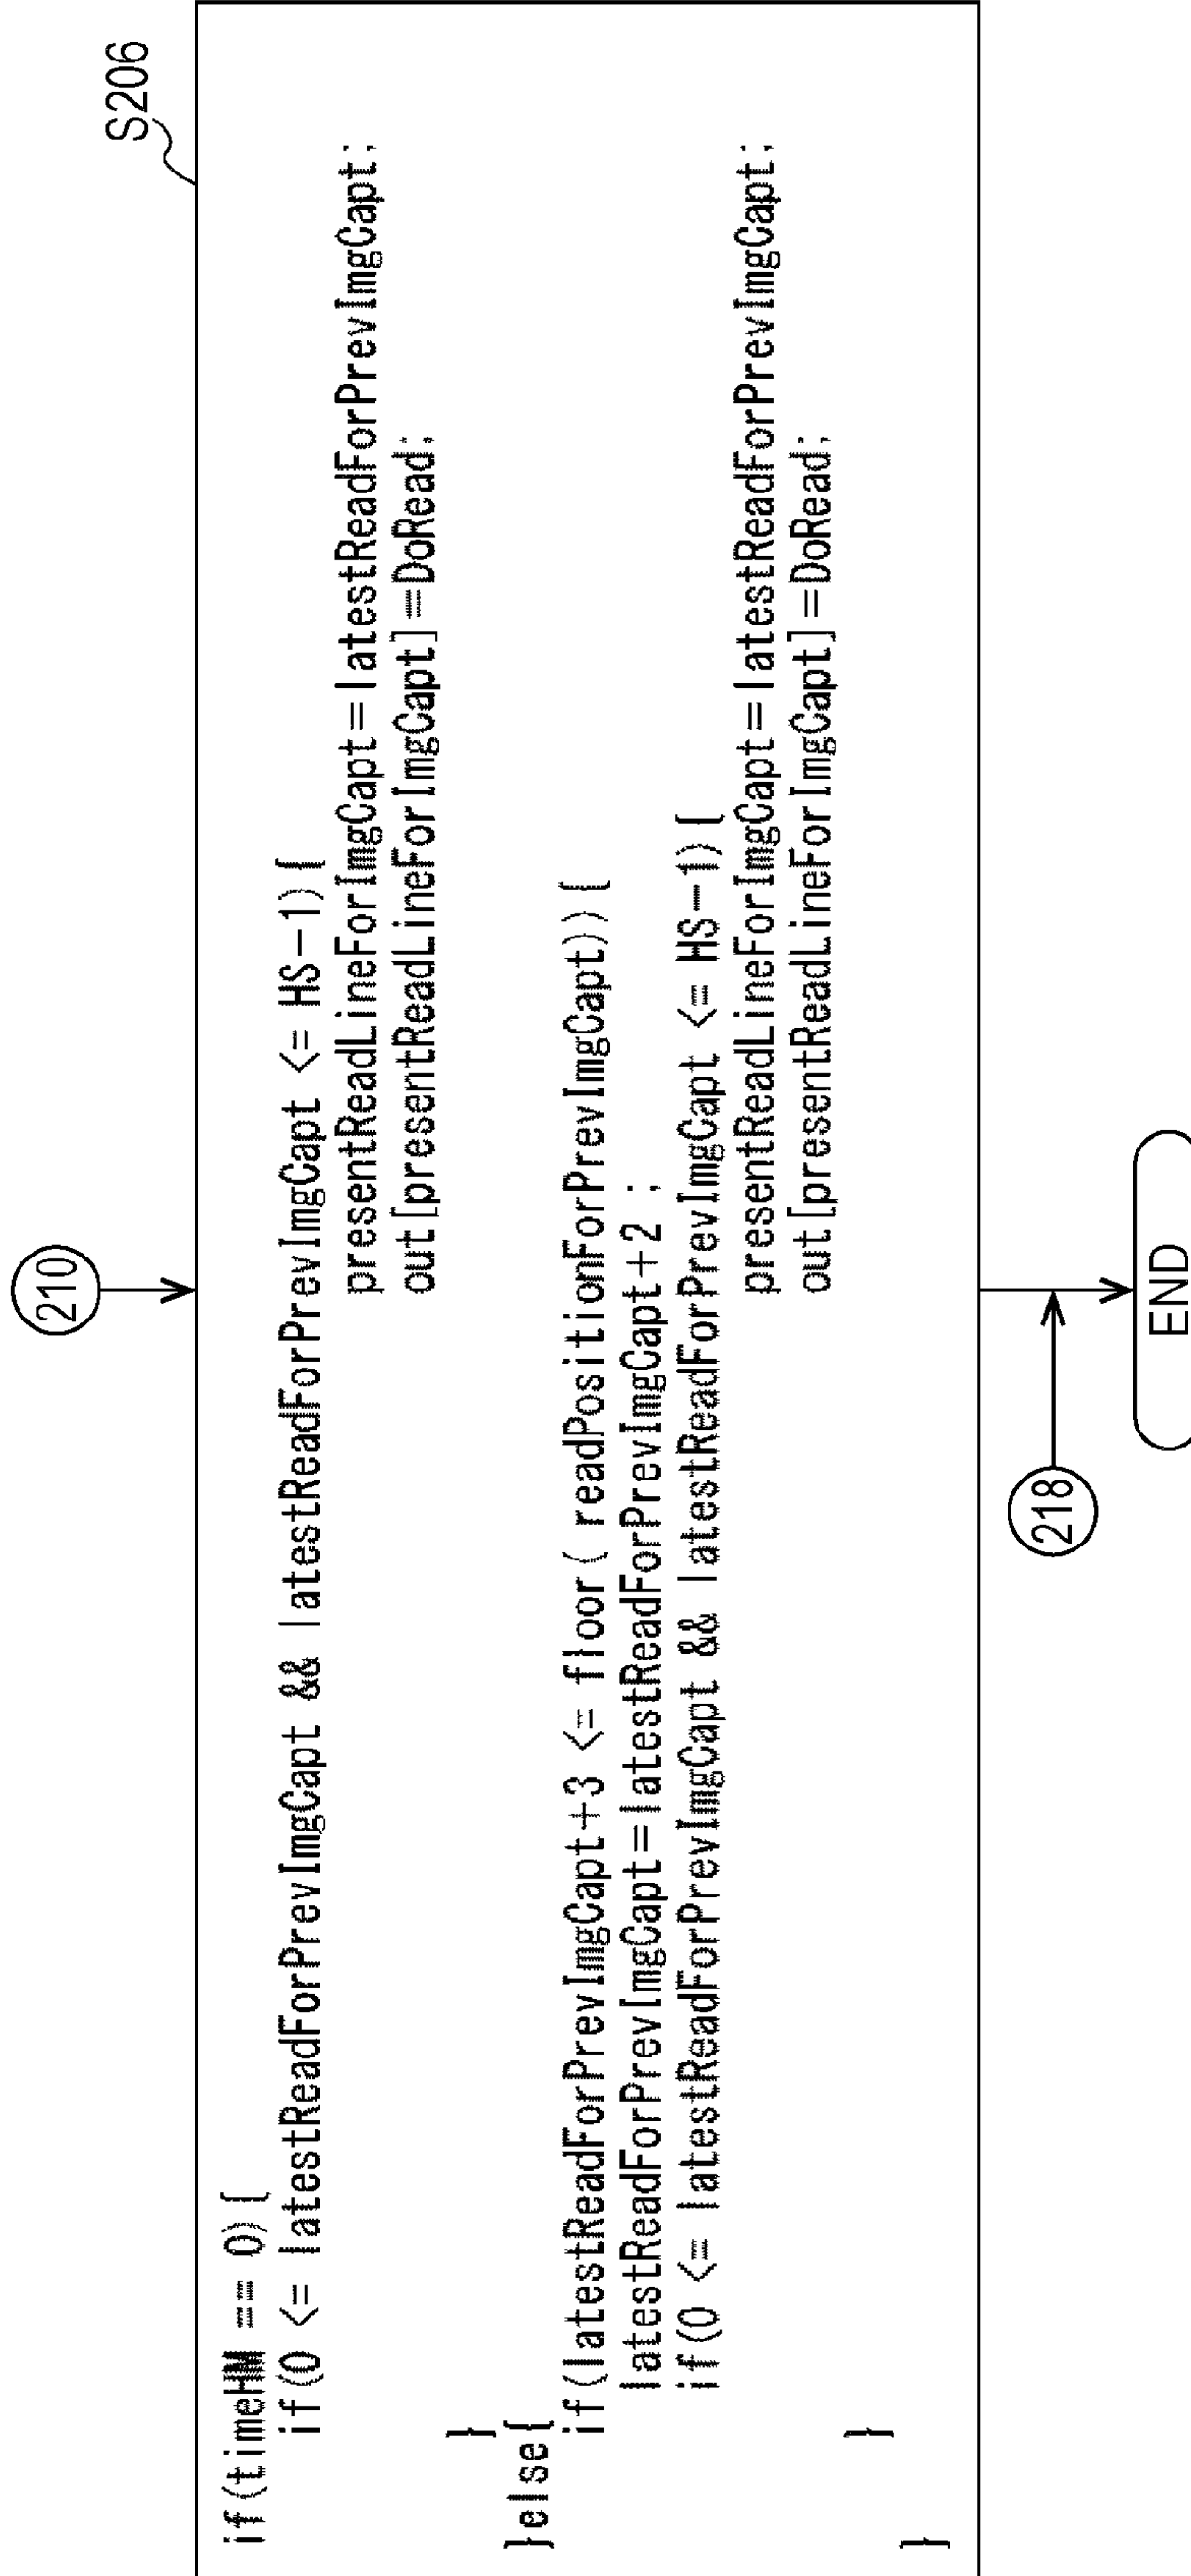 210
S206
if(timeHM == 0){
if(0 <= latestReadForPrevImgCapt && latestReadForPrevImgCapt <= HS-1){
presentReadLineForImgCapt=latestReadForPrevImgCapt;
out[presentReadLineForImgCapt]=DoRead;
}
}else{
if(latestReadForPrevImgCapt+3 <= floor( readPositionForPrevImgCapt)){
latestReadForPrevImgCapt=latestReadForPrevImgCapt+2 ;
if(0 <= latestReadForPrevImgCapt && latestReadForPrevImgCapt <= HS-1){
presentReadLineForImgCapt=latestReadForPrevImgCapt;
out[presentReadLineForImgCapt]=DoRead;
}
}
218
END